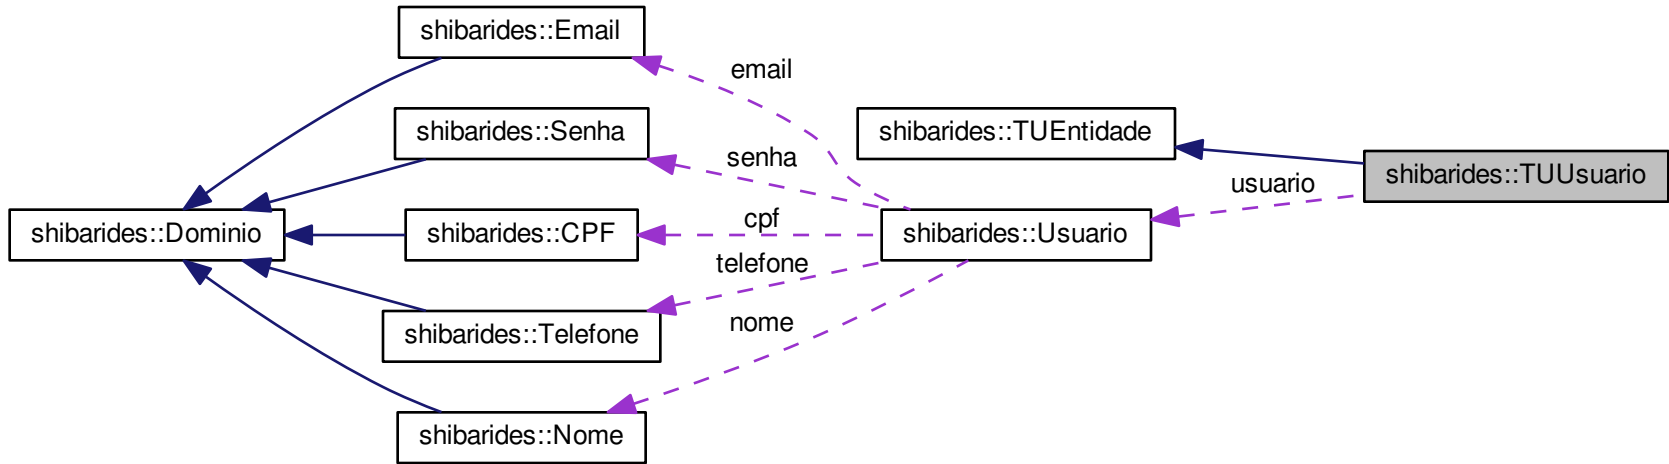 shibarides::Email
email
shibarides::Senha
shibarides::TUEntidade
senha
shibarides::TUUsuario
usuario
cpf
shibarides::Dominio
shibarides::CPF
shibarides::Usuario
telefone
shibarides::Telefone
nome
shibarides::Nome